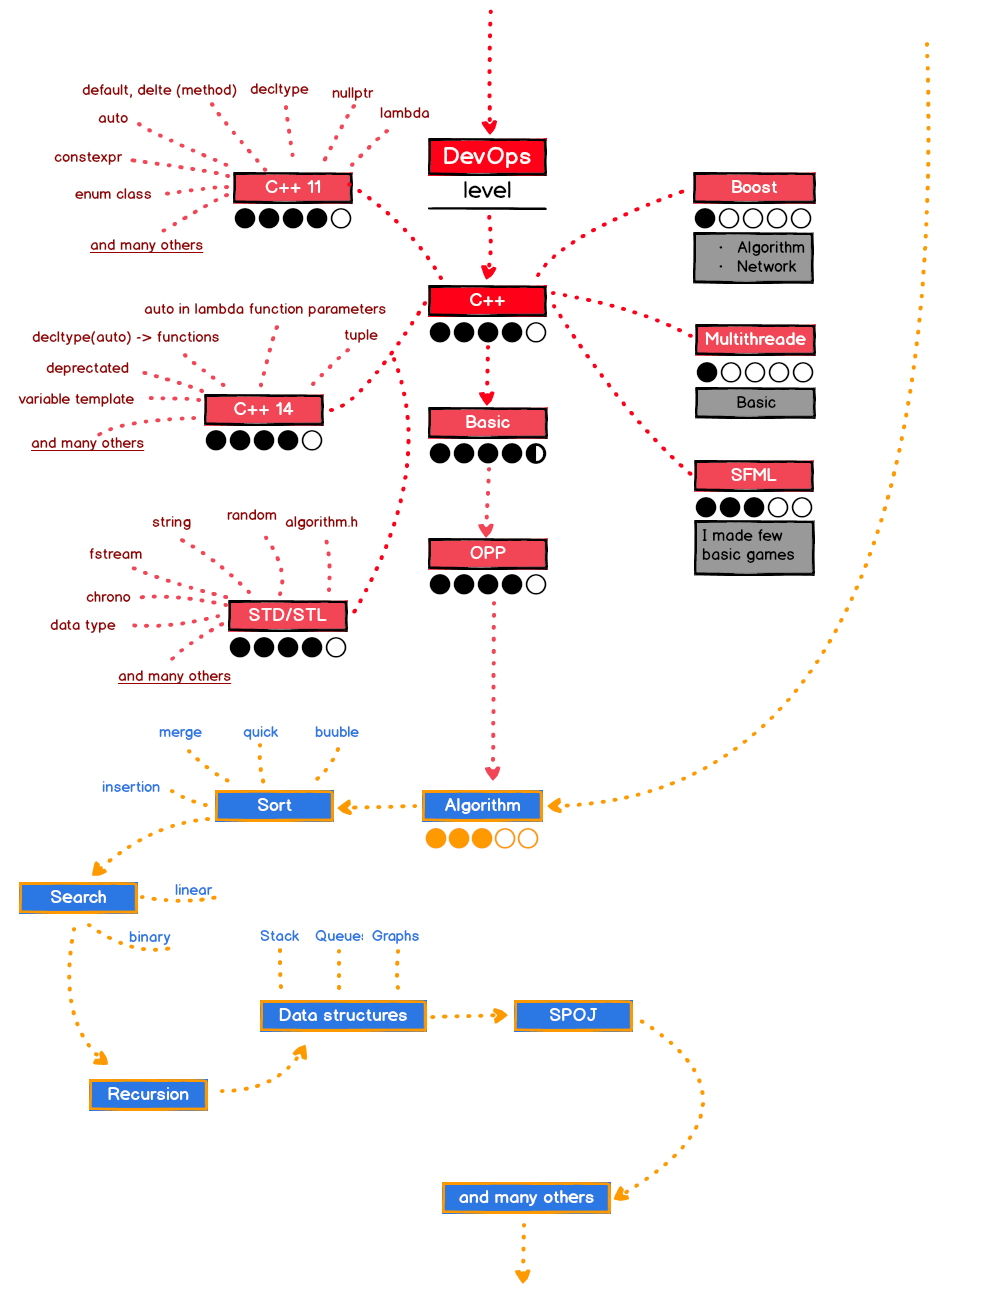 default, delte (method)
decltype
nullptr
lambda
auto
constexpr
enum class
and many others
C++ 11
DevOps
level
Boost
· Algorithm
· Network
C++
auto in lambda function parameters
decltype(auto) -> functions
tuple
deprectated
variable template
and many others
C++ 14
Multithreade
Basic
Basic
SFML
I made few
basic games
string
random
algorithm.h
fstream
chrono
data type
and many others
STD/STL
OPP
merge
quick
buuble
insertion
Sort
Algorithm
Search
linear
binary
Stack
Queue
Graphs
Data structures
SPOJ
Recursion
and many others